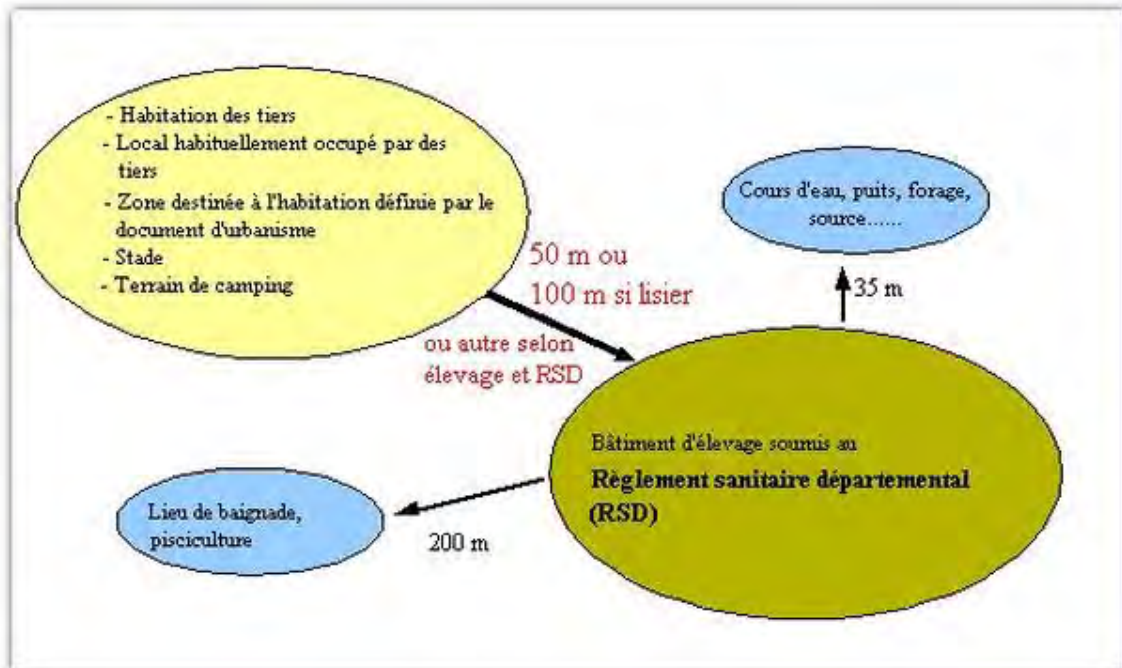 - Habitation des tiers
- Local habituellement occupé par des
tiers
- Zone destinée à l'habitation définie par le
document d'urbanisme
- Stade
- Terrain de camping
Cours d'eau, puits, forage,
source......
50 m ou
100 m si lisier
35 m
ou autre selon
élevage et RSD
Bâtiment d'élevage soumis au
Règlement sanitaire départemental
(RSD)
Lieu de baignade,
pisciculture
200 m